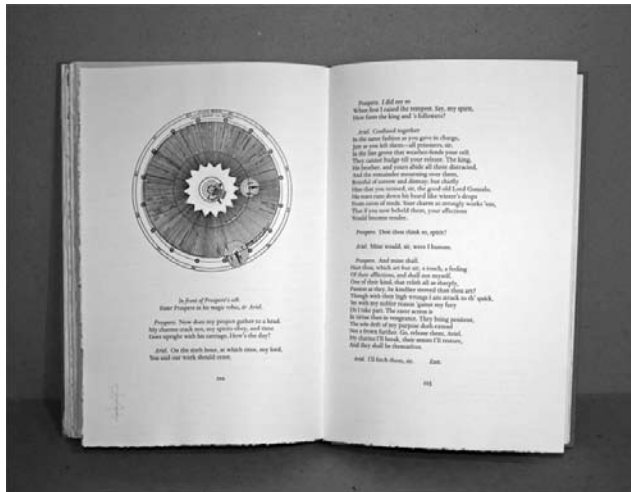 In front of Prospero's cell.
Enter Prospero in his magic robes, & Ariel.
Prospero. Now does my project gather to a head.
My charms crack not, my spirits obey, and time
Goes upright with his carriage. How's the day?
Ariel. On the sixth hour, at which time, my lord,
You said our work should cease.
Prospero. I did say so
When first I raised the tempest. Say, my spirit,
How fares the king and 's followers?
Ariel. Confined together
In the same fashion as you gave in charge,
Just as you left them—all prisoners, sir,
In the line grove that weather-fends your cell.
They cannot budge till your release. The king,
His brother, and yours abide all three distracted,
And the remainder mourning over them,
Brimful of sorrow and dismay; but chiefly
Him that you termed, sir, the good old Lord Gonzalo.
His tears runs down his beard like winter's drops
From eaves of reeds. Your charm so strongly works 'em,
That if you now beheld them, your affections
Would become tender.
Prospero. Dost thou think so, spirit?
Ariel. Mine would, sir, were I human.
Prospero. And mine shall.
Hast thou, which art but air, a touch, a feeling
Of their afflictions, and shall not myself,
One of their kind, that relish all as sharply,
Passion as they, be kindlier moved than thou art?
Though with their high wrongs I am struck to th' quick,
Yet with my nobler reason 'gainst my fury
Do I take part. The rarer action is
In virtue than in vengeance. They being penitent,
The sole drift of my purpose doth extend
Not a frown further. Go, release them, Ariel.
My charms I'll break, their senses I'll restore,
And they shall be themselves.
Ariel. I'll fetch them, sir. Exit.